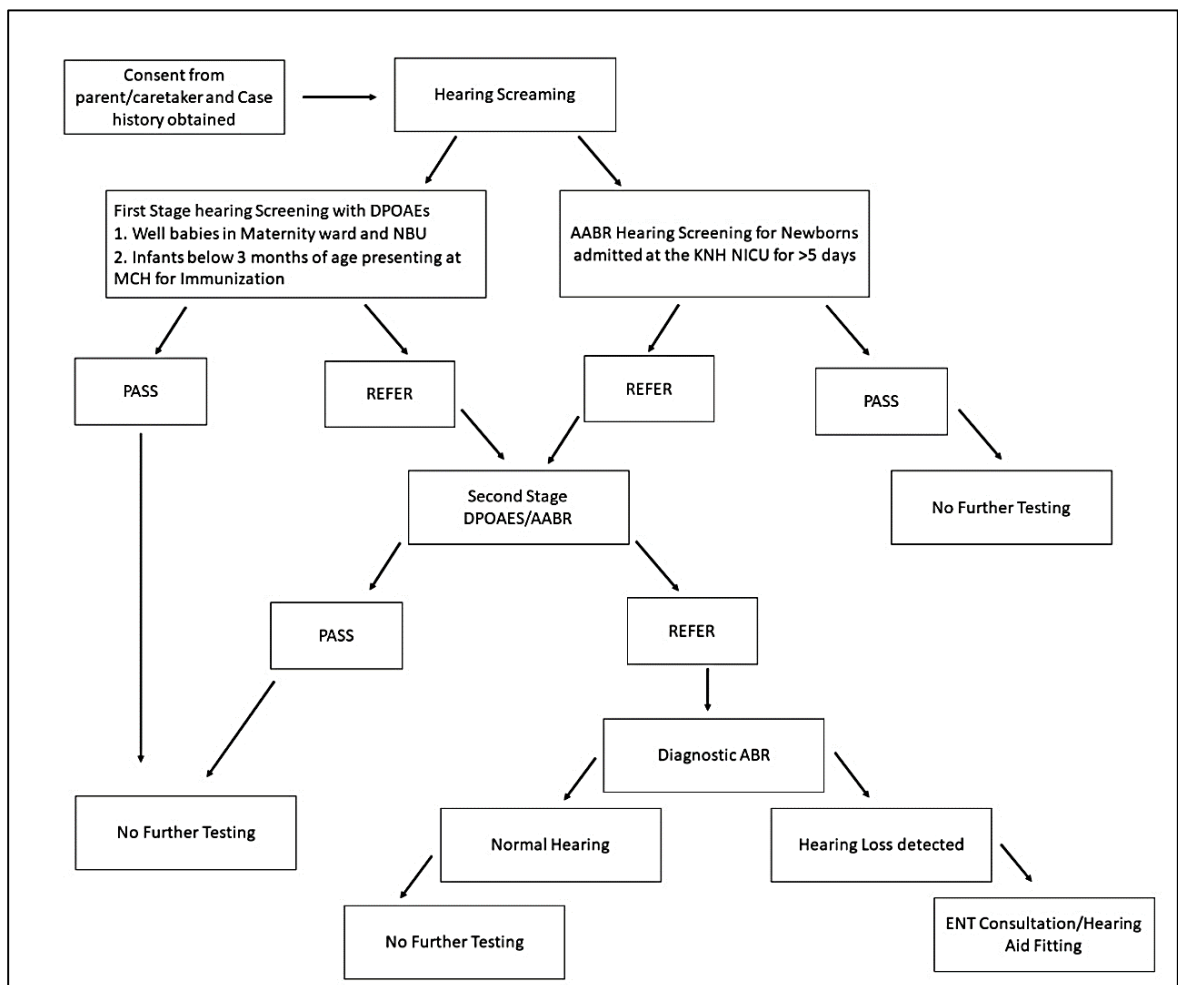 Consent from
parent/caretaker and Case
history obtained
Hearing Screaming
First Stage hearing Screening with DPOAEs
1. Well babies in Maternity ward and NBU
2. Infants below 3 months of age presenting at
MCH for Immunization
AABR Hearing Screening for Newborns
admitted at the KNH NICU for >5 days
PASS
REFER
REFER
PASS
Second Stage
DPOAES/AABR
No Further Testing
PASS
REFER
Diagnostic ABR
No Further Testing
Normal Hearing
Hearing Loss detected
No Further Testing
ENT Consultation/Hearing
Aid Fitting